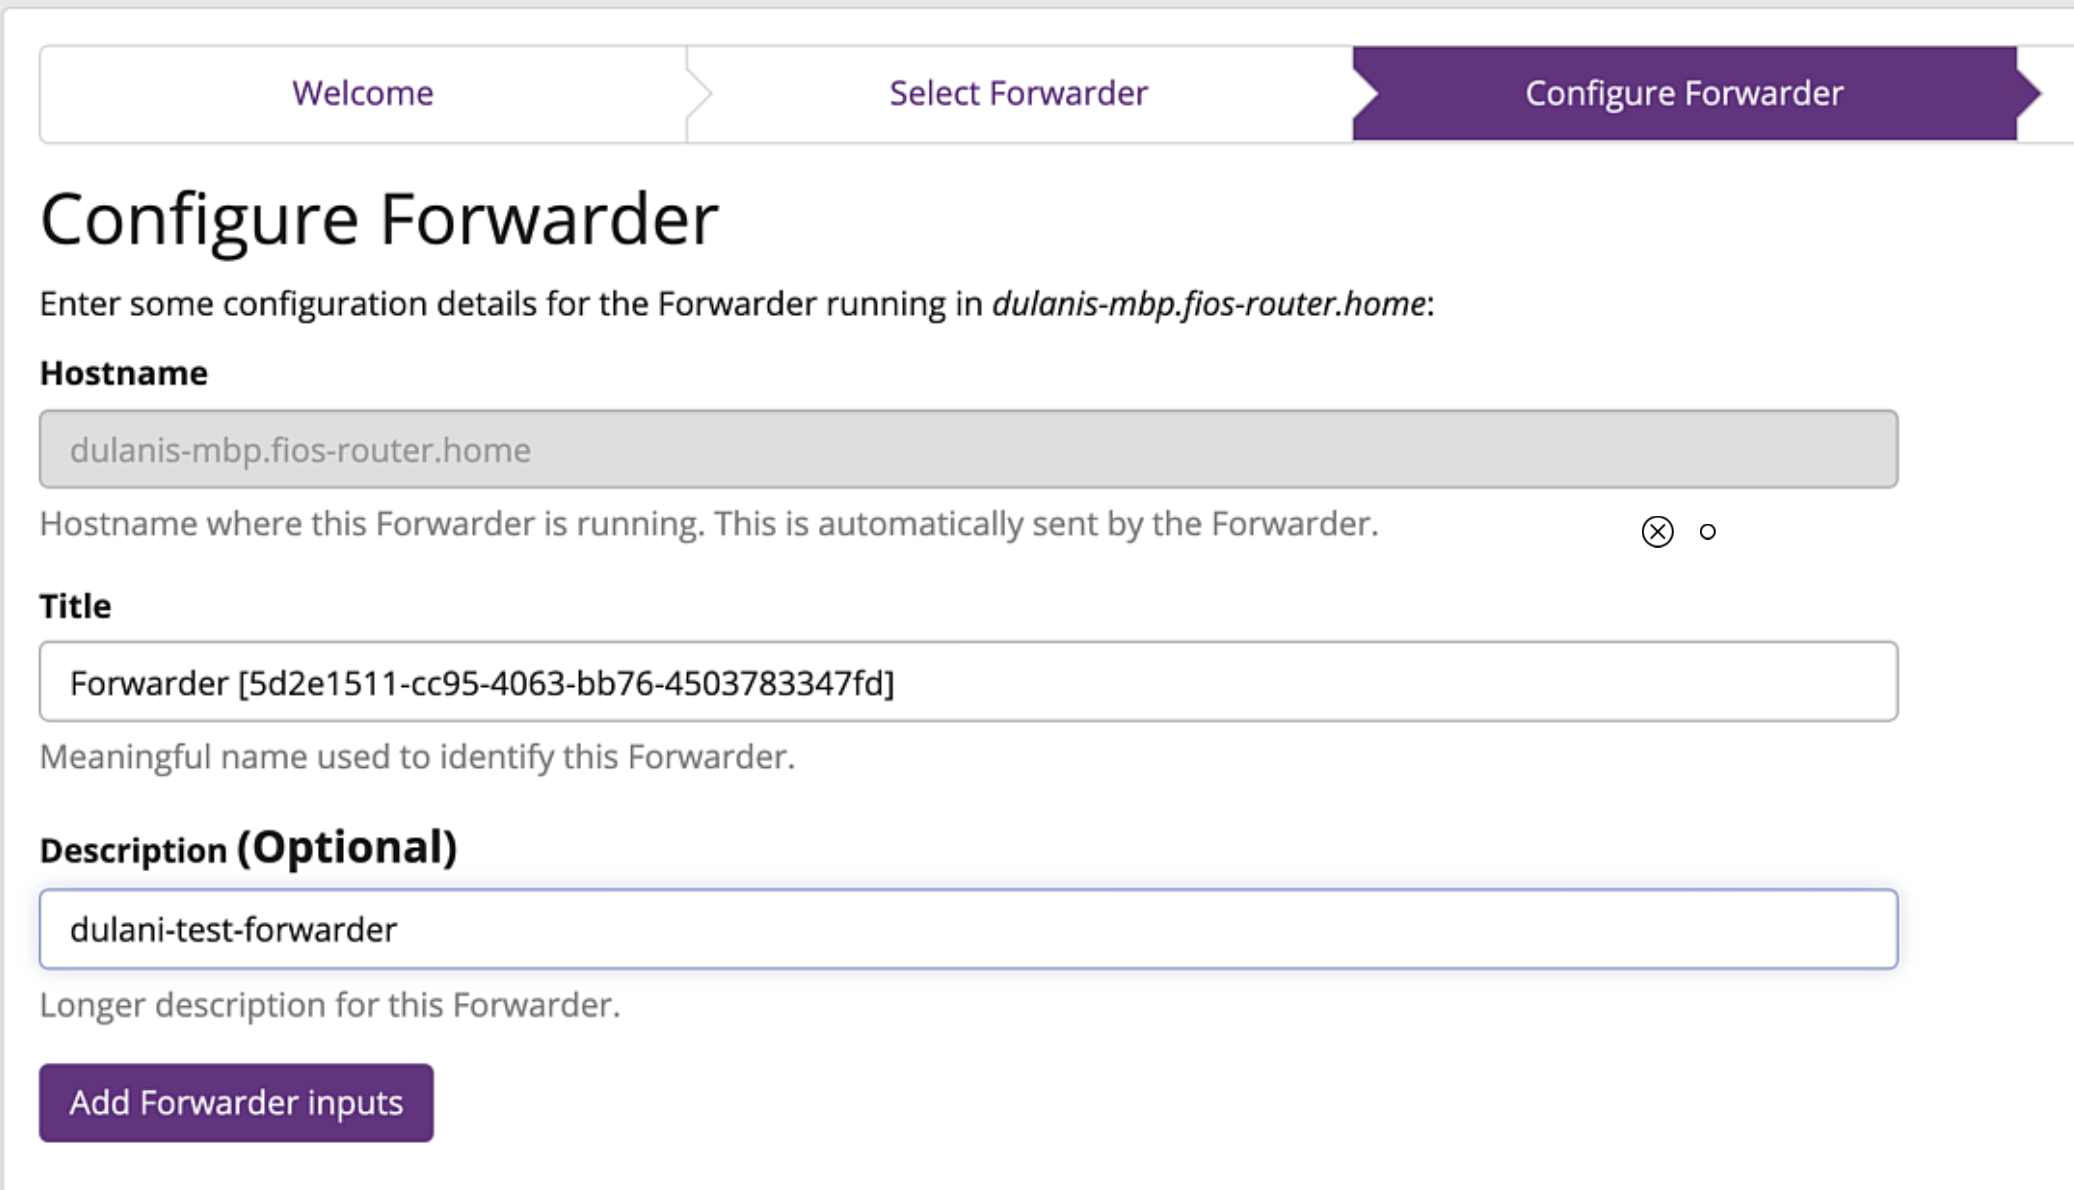 Welcome
Select Forwarder
Configure Forwarder
Configure Forwarder
Enter some configuration details for the Forwarder running in dulanis-mbp.fios-router.home:
Hostname
dulanis-mbp.fios-router.home
Hostname where this Forwarder is running. This is automatically sent by the Forwarder.
Title
Forwarder [5d2e1511-cc95-4063-bb76-4503783347fd]
Meaningful name used to identify this Forwarder.
Description (Optional)
dulani-test-forwarder
Longer description for this Forwarder.
Add Forwarder inputs